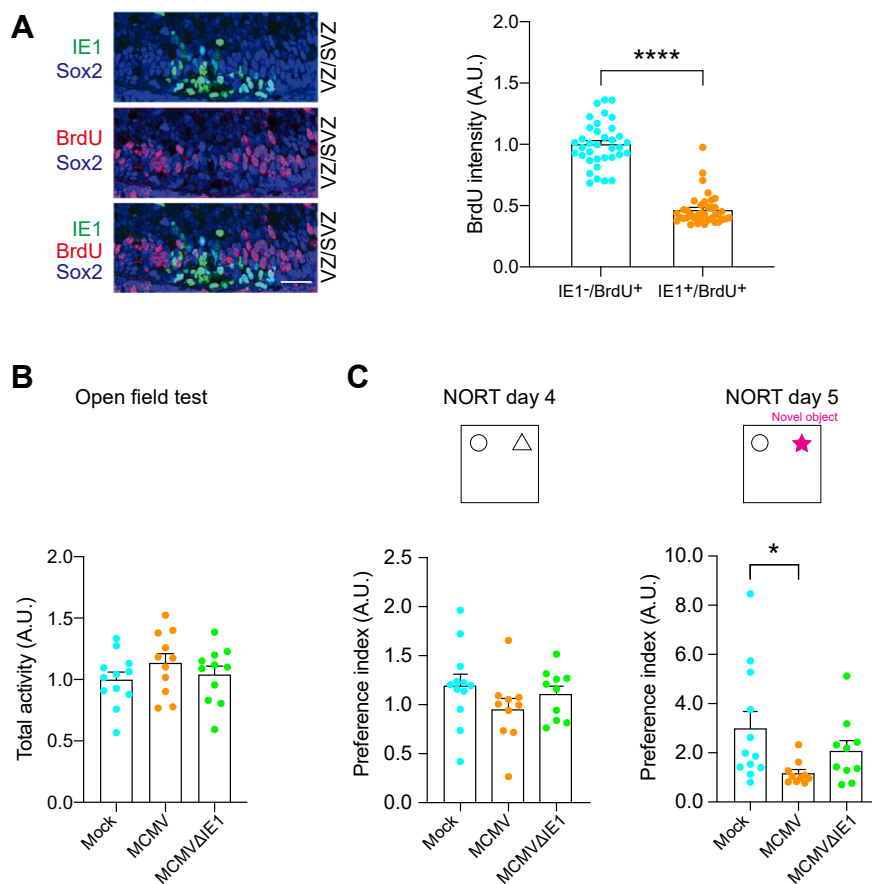 A
IE1
Sox2
VZ/SVZ
BrdU
Sox2
VZ/SVZ
IE1
BrdU
Sox2
VZ/SVZ
BrdU intensity (A.U.)
2.0
1.5
1.0
0.5
0.0
****
IE1-/BrdU+
IE1+/BrdU+
B
Open field test
Total activity (A.U.)
2.0
1.5
1.0
0.5
0.0
Mock
MCMV
MCMVΔIE1
C
NORT day 4
Preference index (A.U.)
2.5
2.0
1.5
1.0
0.5
0.0
Mock
MCMV
MCMVΔIE1
NORT day 5
Novel object
Preference index (A.U.)
10.0
8.0
6.0
4.0
2.0
0.0
*
Mock
MCMV
MCMVΔIE1